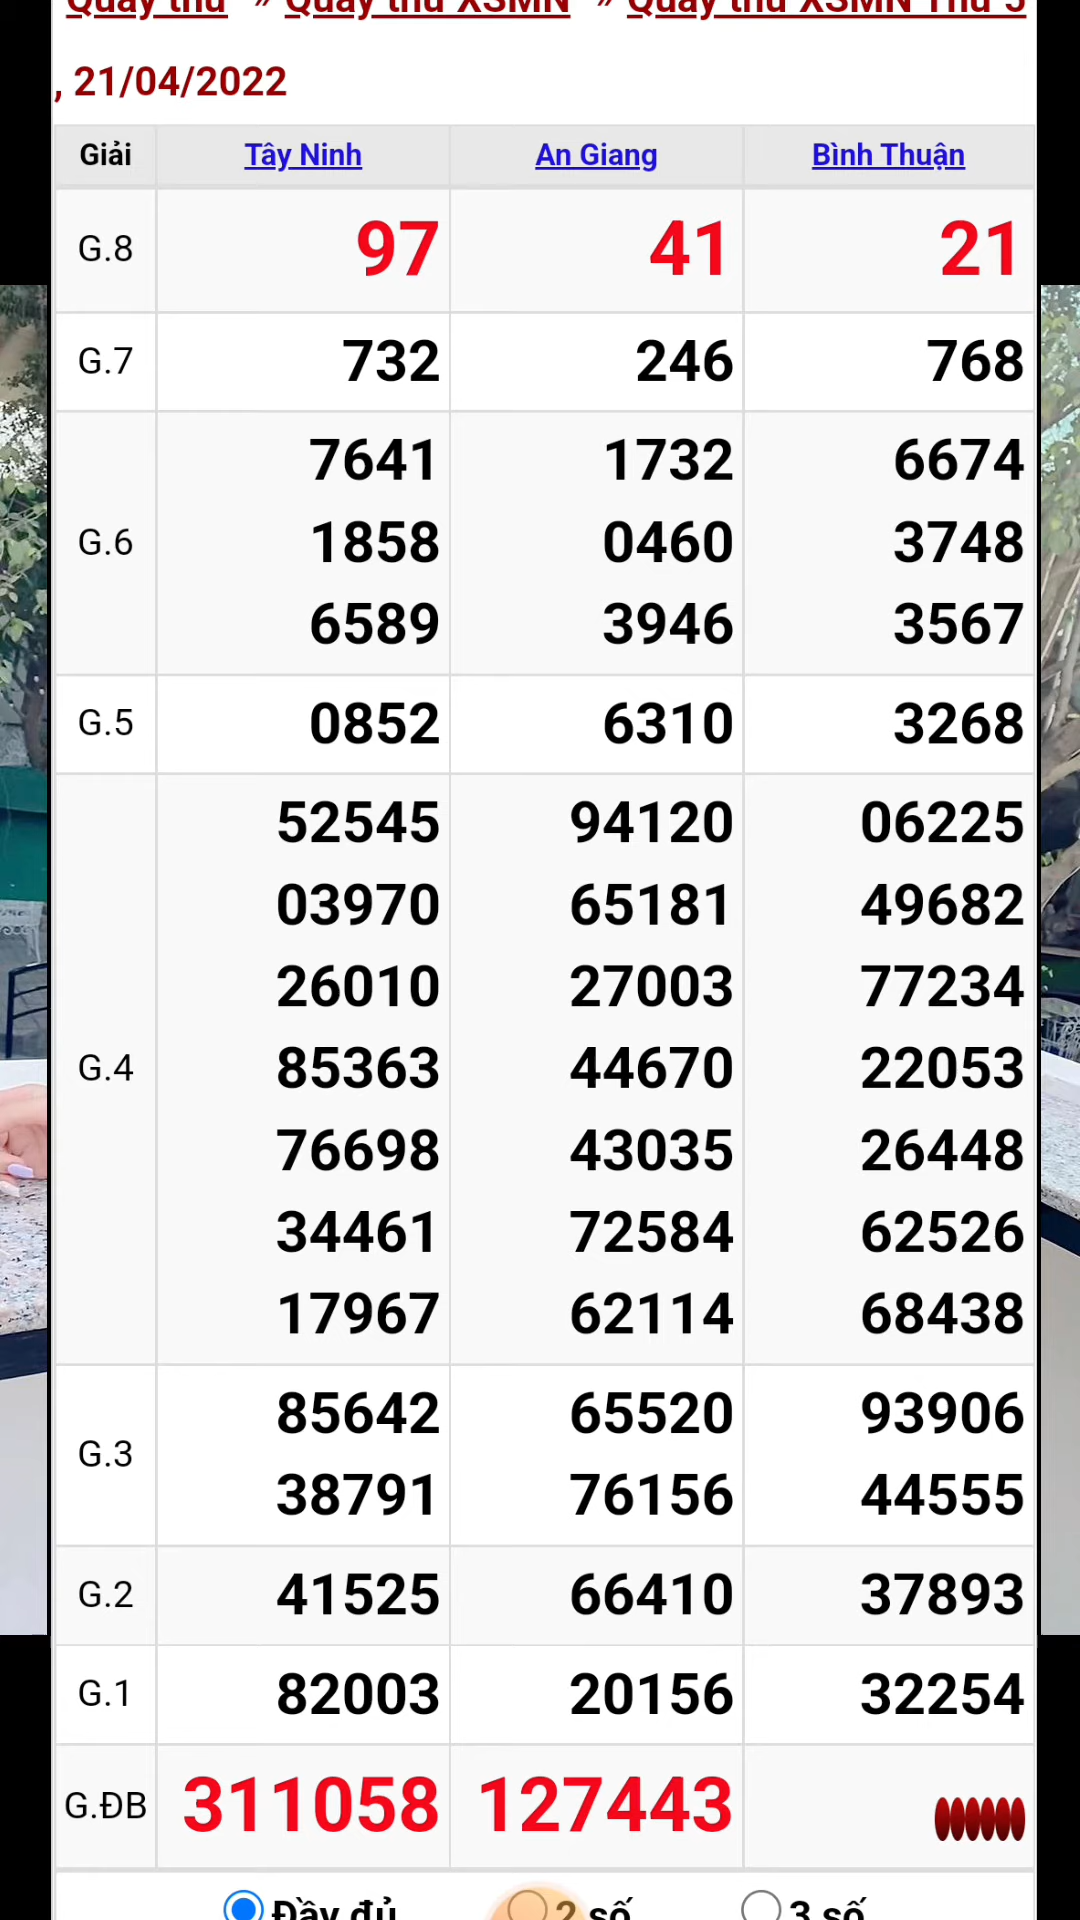 Quay thử » Quay thử XSMN » Quay thử XSMN Thứ 5
, 21/04/2022
Giải Tây Ninh An Giang Bình Thuận
G.8 97 41 21
G.7 732 246 768
7641 1732 6674
G.6 1858 0460 3748
6589 3946 3567
G.5 0852 6310 3268
52545 94120 06225
03970 65181 49682
26010 27003 77234
G.4 85363 44670 22053
76698 43035 26448
34461 72584 62526
17967 62114 68438
G.3 85642 65520 93906
38791 76156 44555
G.2 41525 66410 37893
G.1 82003 20156 32254
G.ĐB 311058 127443
Đầy đủ 2 số 3 số